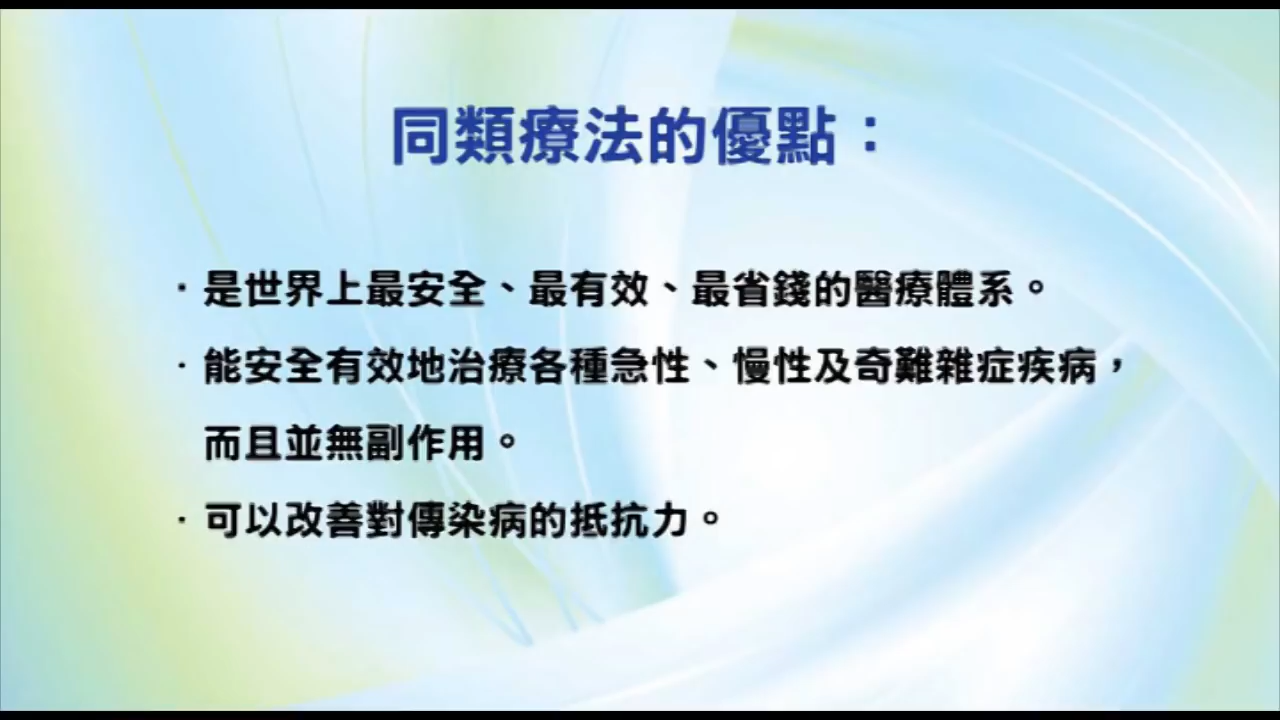 同類療法的優點：
· 是世界上最安全、最有效、最省錢的醫療體系。
· 能安全有效地治療各種急性、慢性及奇難雜症疾病，
而且並無副作用。
· 可以改善對傳染病的抵抗力。